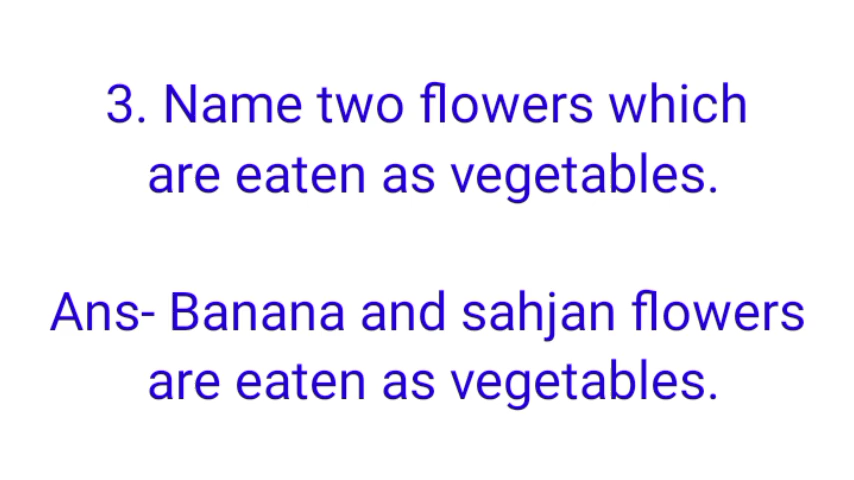 3. Name two flowers which
are eaten as vegetables.
Ans- Banana and sahjan flowers
are eaten as vegetables.